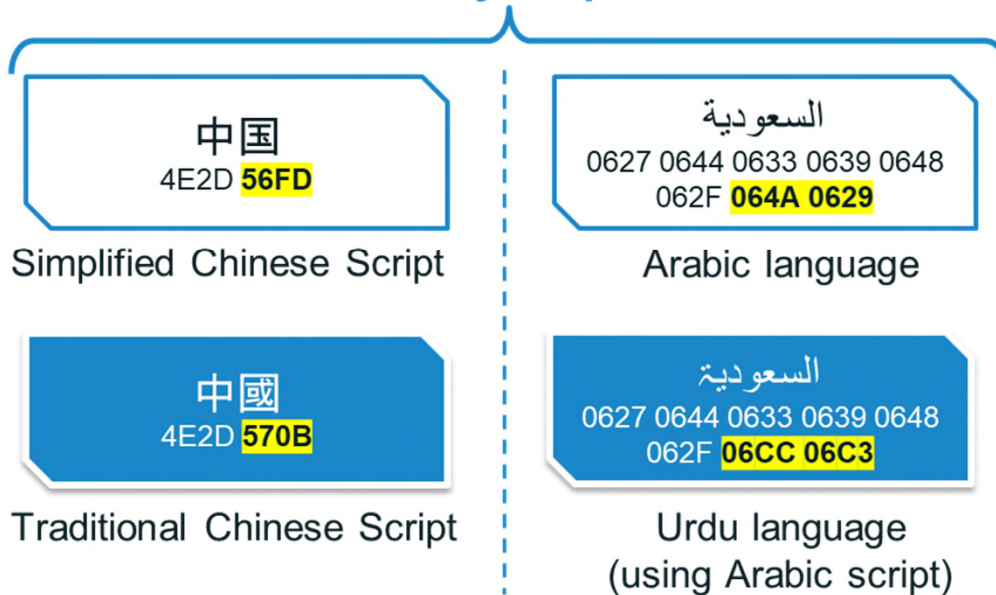 中国
4E2D 56FD
Simplified Chinese Script
中國
4E2D 570B
Traditional Chinese Script
السعودية
0627 0644 0633 0639 0648
062F 064A 0629
Arabic language
السعودیۃ
0627 0644 0633 0639 0648
062F 06CC 06C3
Urdu language
(using Arabic script)